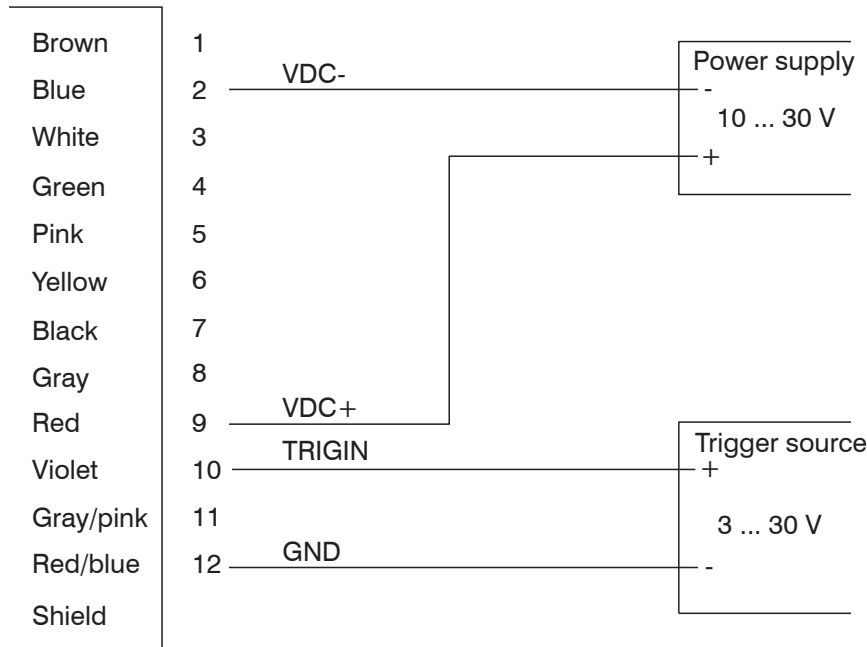 Brown 1
VDC-
Power supply
Blue 2 -
10 ... 30 V
White 3
+
Green 4
Pink 5
Yellow 6
Black 7
Gray 8
VDC+
Red 9
TRIGIN
Trigger source
Violet 10 +
Gray/pink 11
3 ... 30 V
GND
Red/blue 12 -
Shield